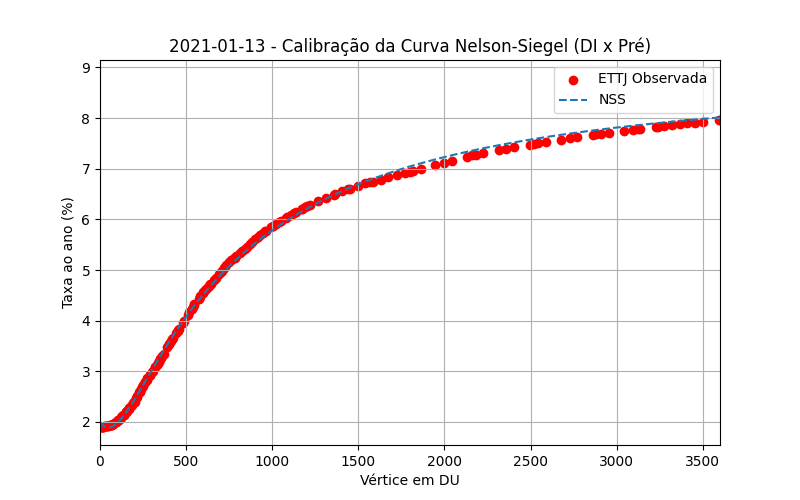 2021-01-13 - Calibração da Curva Nelson-Siegel (DI x Pré)
9
8
7
6
5
4
3
2
Taxa ao ano (%)
ETTJ Observada
NSS
0 500 1000 1500 2000 2500 3000 3500
Vértice em DU